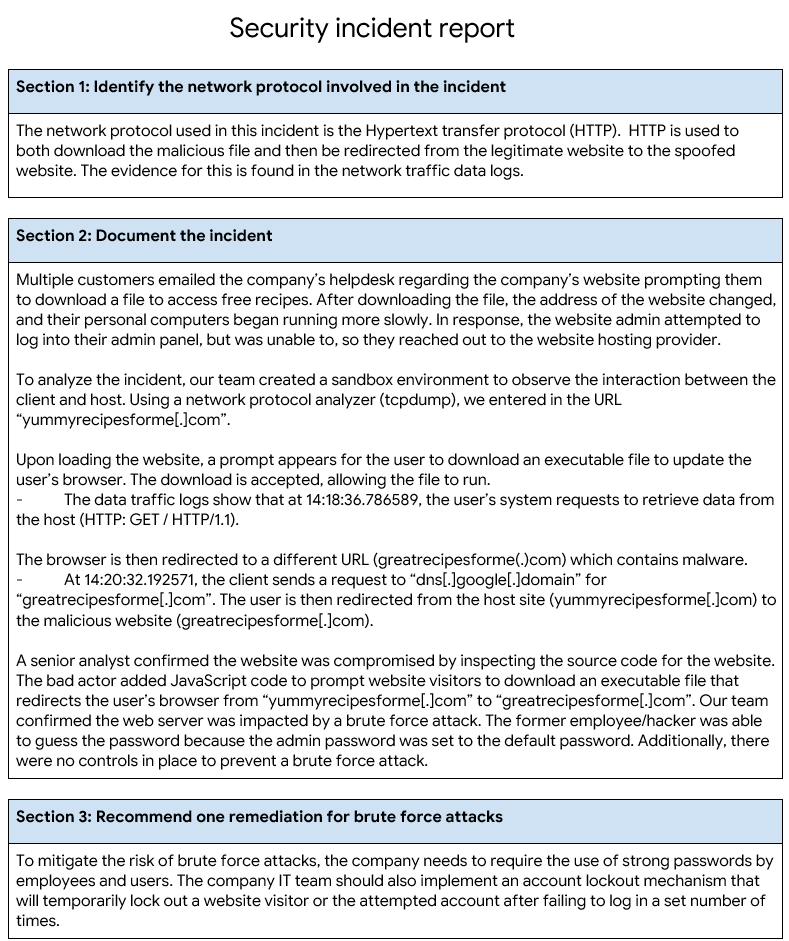 Security incident report
Section 1: Identify the network protocol involved in the incident
The network protocol used in this incident is the Hypertext transfer protocol (HTTP).  HTTP is used to
both download the malicious file and then be redirected from the legitimate website to the spoofed
website. The evidence for this is found in the network traffic data logs.
Section 2: Document the incident
Multiple customers emailed the company's helpdesk regarding the company's website prompting them
to download a file to access free recipes. After downloading the file, the address of the website changed,
and their personal computers began running more slowly. In response, the website admin attempted to
log into their admin panel, but was unable to, so they reached out to the website hosting provider.
To analyze the incident, our team created a sandbox environment to observe the interaction between the
client and host. Using a network protocol analyzer (tcpdump), we entered in the URL
“yummyrecipesforme[.]com”.
Upon loading the website, a prompt appears for the user to download an executable file to update the
user's browser. The download is accepted, allowing the file to run.
- The data traffic logs show that at 14:18:36.786589, the user's system requests to retrieve data from
the host (HTTP: GET / HTTP/1.1).
The browser is then redirected to a different URL (greatrecipesforme(.)com) which contains malware.
- At 14:20:32.192571, the client sends a request to “dns[.]google[.]domain” for
“greatrecipesforme[.]com”. The user is then redirected from the host site (yummyrecipesforme[.]com) to
the malicious website (greatrecipesforme[.]com).
A senior analyst confirmed the website was compromised by inspecting the source code for the website.
The bad actor added JavaScript code to prompt website visitors to download an executable file that
redirects the user's browser from “yummyrecipesforme[.]com” to “greatrecipesforme[.]com”. Our team
confirmed the web server was impacted by a brute force attack. The former employee/hacker was able
to guess the password because the admin password was set to the default password. Additionally, there
were no controls in place to prevent a brute force attack.
Section 3: Recommend one remediation for brute force attacks
To mitigate the risk of brute force attacks, the company needs to require the use of strong passwords by
employees and users. The company IT team should also implement an account lockout mechanism that
will temporarily lock out a website visitor or the attempted account after failing to log in a set number of
times.